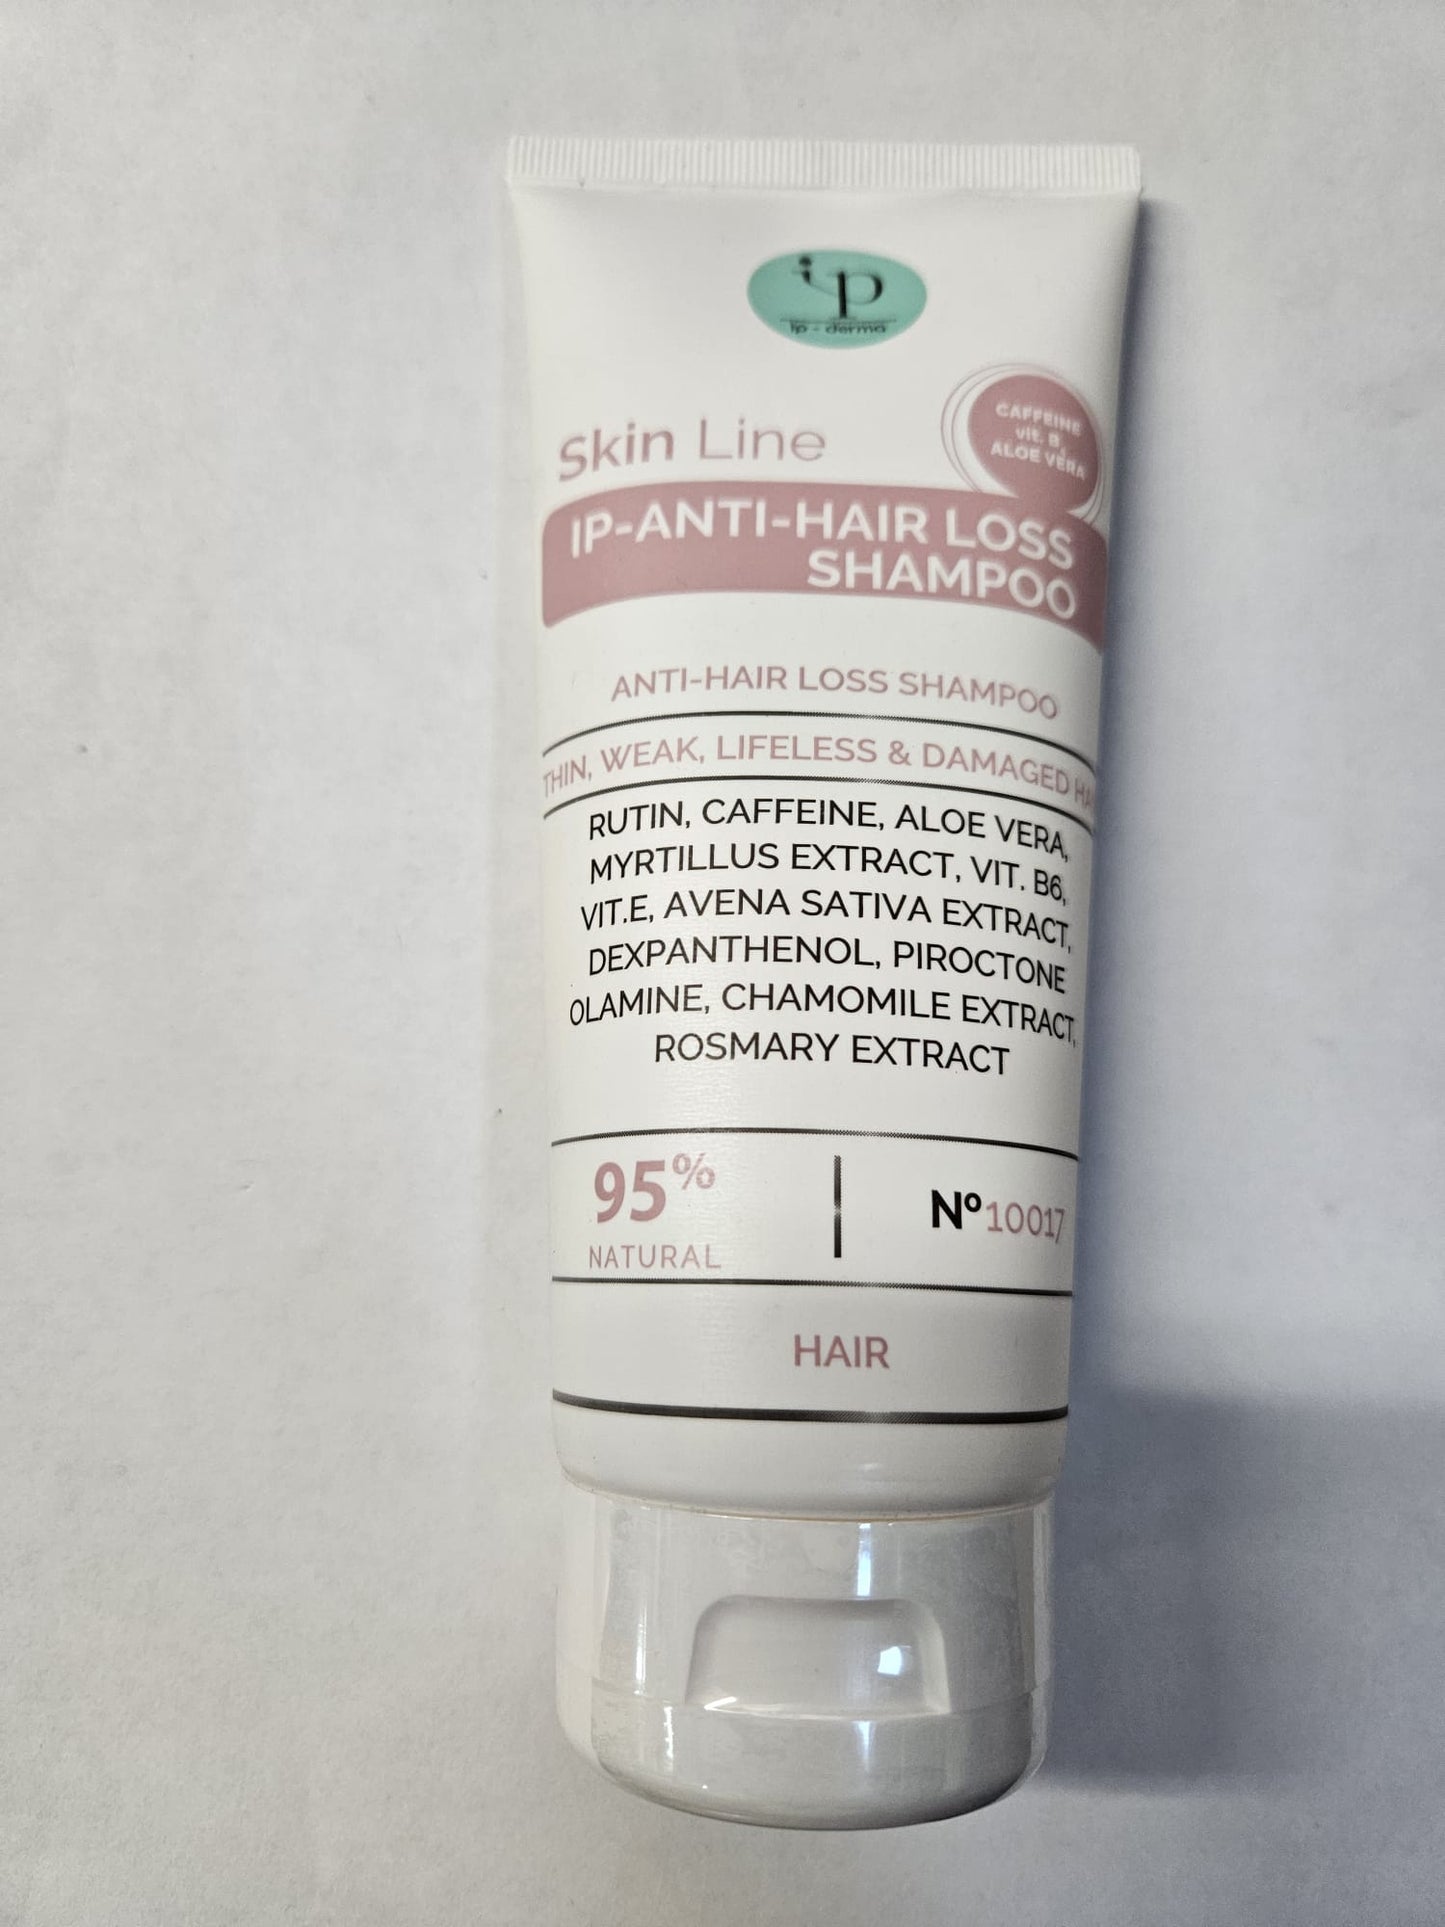 ip
ip - derma
CAFFEINE
vit. B
ALOE VERA
Skin Line
IP-ANTI-HAIR LOSS
SHAMPOO
ANTI-HAIR LOSS SHAMPOO
THIN, WEAK, LIFELESS & DAMAGED
RUTIN, CAFFEINE, ALOE VERA,
MYRTILLUS EXTRACT, VIT. B6,
VIT.E, AVENA SATIVA EXTRACT,
DEXPANTHENOL, PIROCTONE
OLAMINE, CHAMOMILE EXTRACT,
ROSMARY EXTRACT
95%
NATURAL
Nº10017
HAIR